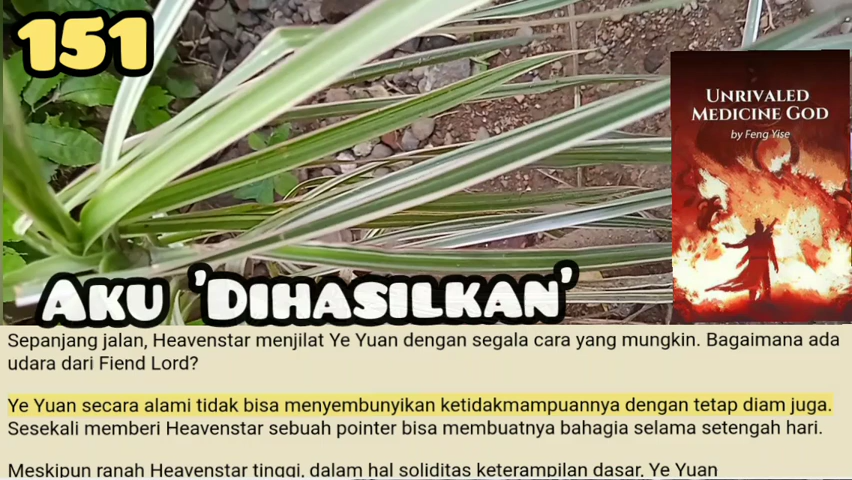 151
UNRIVALED
MEDICINE GOD
by Feng Yise
AKU 'DIHASILKAN'
Sepanjang jalan, Heavenstar menjilat Ye Yuan dengan segala cara yang mungkin. Bagaimana ada
udara dari Fiend Lord?
Ye Yuan secara alami tidak bisa menyembunyikan ketidakmampuannya dengan tetap diam juga.
Sesekali memberi Heavenstar sebuah pointer bisa membuatnya bahagia selama setengah hari.
Meskipun ranah Heavenstar tinggi, dalam hal soliditas keterampilan dasar, Ye Yuan